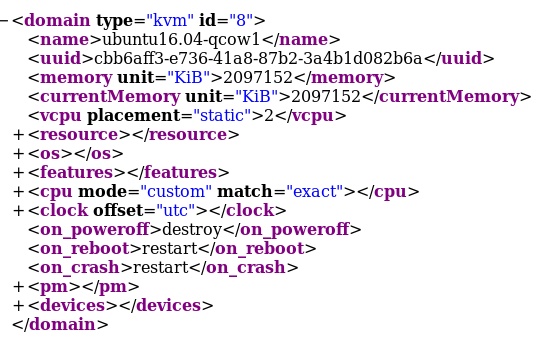 −<domain type="kvm" id="8">
<name>ubuntu16.04-qcow1</name>
<uuid>cbb6aff3-e736-41a8-87b2-3a4b1d082b6a</uuid>
<memory unit="KiB">2097152</memory>
<currentMemory unit="KiB">2097152</currentMemory>
<vcpu placement="static">2</vcpu>
+<resource></resource>
+<os></os>
+<features></features>
+<cpu mode="custom" match="exact"></cpu>
+<clock offset="utc"></clock>
<on_poweroff>destroy</on_poweroff>
<on_reboot>restart</on_reboot>
<on_crash>restart</on_crash>
+<pm></pm>
+<devices></devices>
</domain>